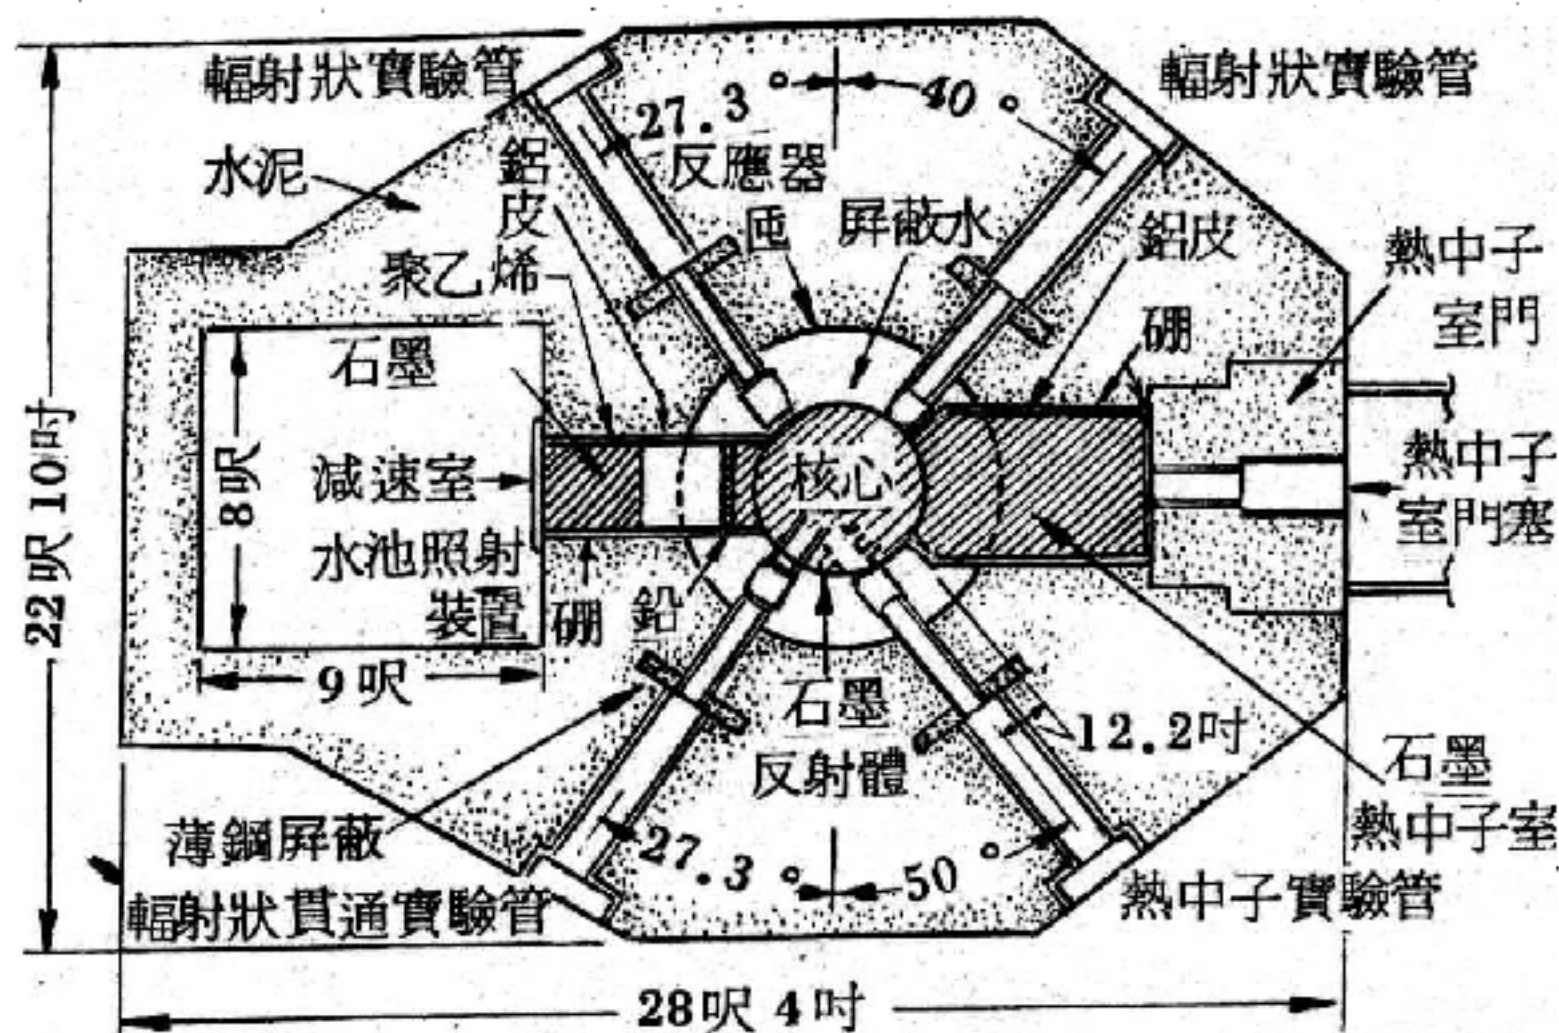 輻射狀實驗管
輻射狀實驗管
27.3°
40°
水泥
鋁皮
反應器
屏蔽水
鋁皮
熱中子
室門
聚乙烯
硼
石墨
22呎 10吋
8呎
減速室
核心
熱中子
室門塞
水池照射
裝置
硼
鉛
9呎
石墨
反射體
12.2吋
石墨
熱中子室
薄鋼屏蔽
27.3°
50°
熱中子實驗管
輻射狀貫通實驗管
28呎 4吋